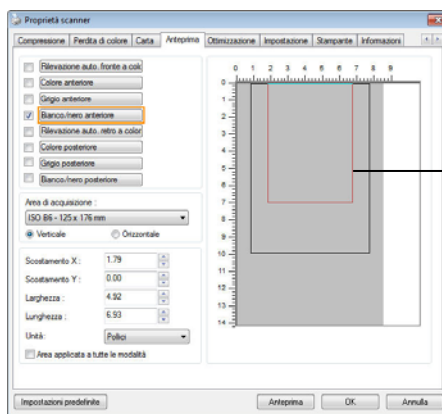 Proprietà scanner
Compressione Perdita di colore Carta Anteprima Ottimizzazione Impostazione Stampante Informazioni
Rilevazione auto. fronte a col
Colore anteriore
Grigio anteriore
Bianco/nero anteriore
Rilevazione auto. retro a color
Colore posteriore
Grigio posteriore
Bianco/nero posteriore
Area di acquisizione :
ISO B6 - 125 x 176 mm
Verticale Orizzontale
Scostamento X : 1.79
Scostamento Y : 0.00
Larghezza : 4.92
Lunghezza : 6.93
Unità: Pollici
Area applicata a tutte le modalità
0 1 2 3 4 5 6 7 8 9
0
1
2
3
4
5
6
7
8
9
10
11
12
13
14
Impostazioni predefinite Anteprima OK Annulla